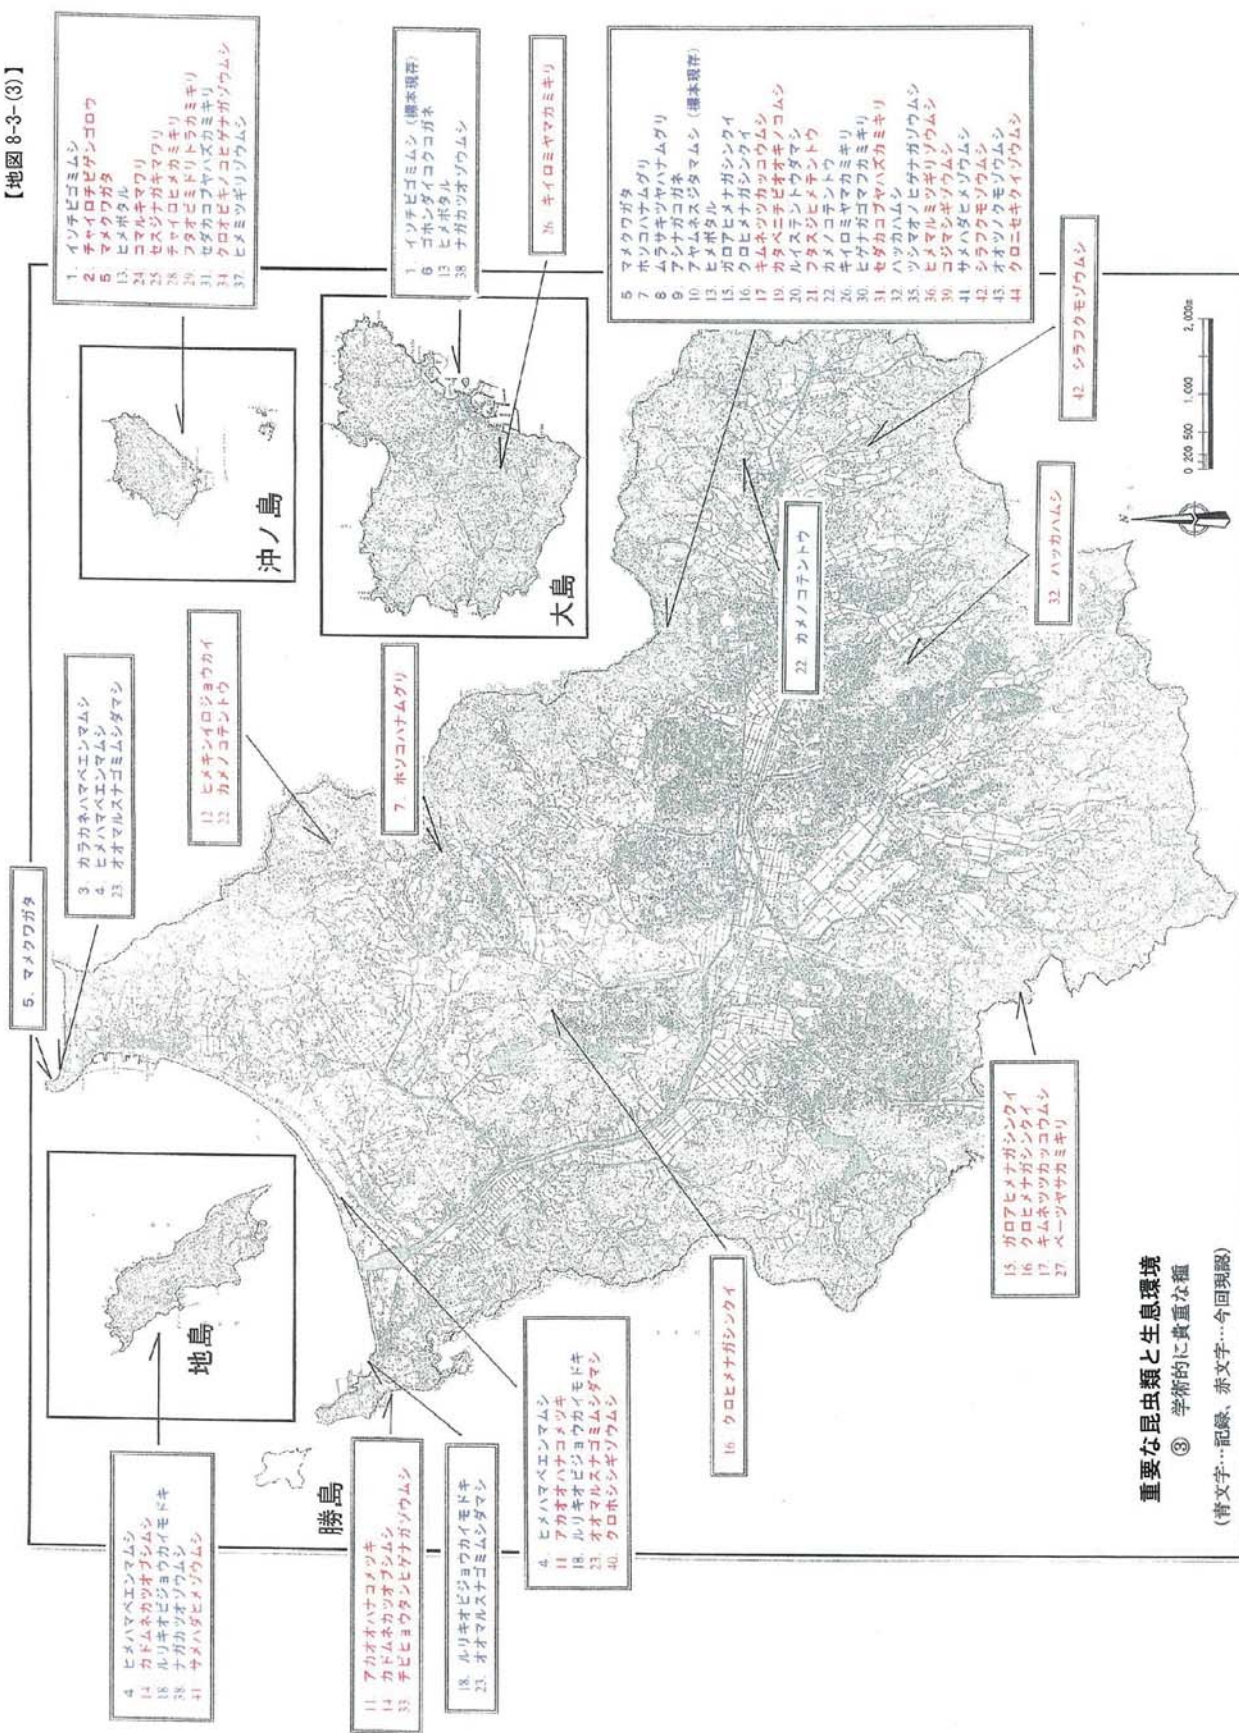 【地図 8-3-(3)】
1. イソチビゴミムシ
2. チャイロチビゲンゴロウ
5 マメクワガタ
13. ヒメボタル
24 コマルキマワリ
25 セスジナガキマワリ
28 チャイロヒメカミキリ
29. フタオビミドリトラカミキリ
31. セダカコブヤハズカミキリ
34 クロオビヒゲナガゾウムシ
37. ヒメミツギリゾウムシ
沖ノ島
1. イソチビゴミムシ (標本現存)
6 ゴホンダイコクコガネ
13 ヒメボタル
38 ナガカツオゾウムシ
大島
26 キイロミヤマカミキリ
5 マメクワガタ
7 ホソコハナムグリ
8 ムラサキツヤハナムグリ
9. アシナガコガネ
10. アヤムネスジタマムシ (標本現存)
13. ヒメボタル
15. ガロアヒメナガシンクイ
16. クロヒメナガシンクイ
17 キムネツツカッコウムシ
19. カタベニチビオオキノコムシ
20. ルイステントウダマシ
21. フタスジヒメテントウ
22. カメノコテントウ
26. キイロミヤマカミキリ
30. ヒゲナガゴマフカミキリ
31. セダカコブヤハズカミキリ
32. ハッカハムシ
35. ツシマオノヒゲナガゾウムシ
36. ヒメマルミツギリゾウムシ
39. コジマシギゾウムシ
41 サメハダヒメゾウムシ
42. シラフクモゾウムシ
43. オオツノクモゾウムシ
44 クロニセキクイゾウムシ
5. マメクワガタ
3. カラカネハマベエンマムシ
4. ヒメハマベエンマムシ
23. オオマルスナゴミムシダマシ
12 ヒメキンイロジョウカイ
22 カメノコテントウ
7. ホソコハナムグリ
22 カメノコテントウ
42 シラフクモゾウムシ
32 ハッカハムシ
0 200 500 1,000 2,000m
N
地島
4 ヒメハマベエンマムシ
14 カドムネカツオブシムシ
18 ルリキオビジョウカイモドキ
38. ナガカツオゾウムシ
41 サメハダヒメゾウムシ
勝島
11 アカオオハナコメツキ
14 カドムネカツオブシムシ
33 チビヒョウタンヒゲナガゾウムシ
18. ルリキオビジョウカイモドキ
23. オオマルスナゴミムシダマシ
4. ヒメハマベエンマムシ
11 アカオオハナコメツキ
18. ルリキオビジョウカイモドキ
23. オオマルスナゴミムシダマシ
40. クロホシシギゾウムシ
16 クロヒメナガシンクイ
15. ガロアヒメナガシンクイ
16 クロヒメナガシンクイ
17. キムネツツカッコウムシ
27. ベーツヤサカミキリ
重要な昆虫類と生息環境
③ 学術的に貴重な種
(青文字…記録、赤文字…今回現認)